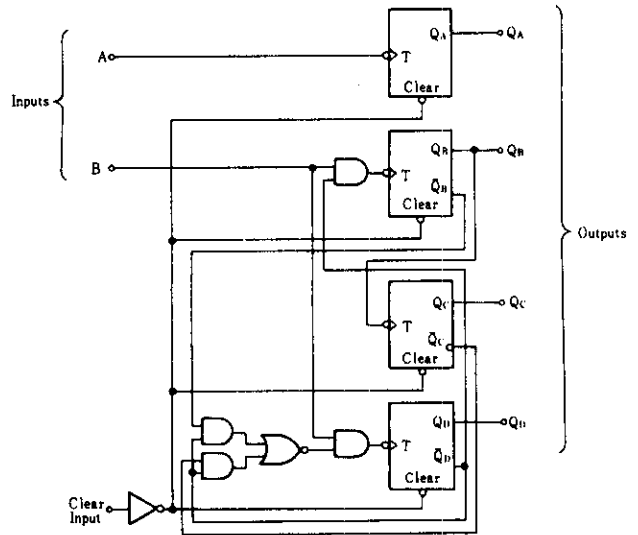 Inputs
A
B
T
QA
QA
Clear
T
QB
QB
Q̄B
Clear
Outputs
T
QC
QC
Q̄C
Clear
T
QD
QD
Q̄D
Clear
Clear
Input